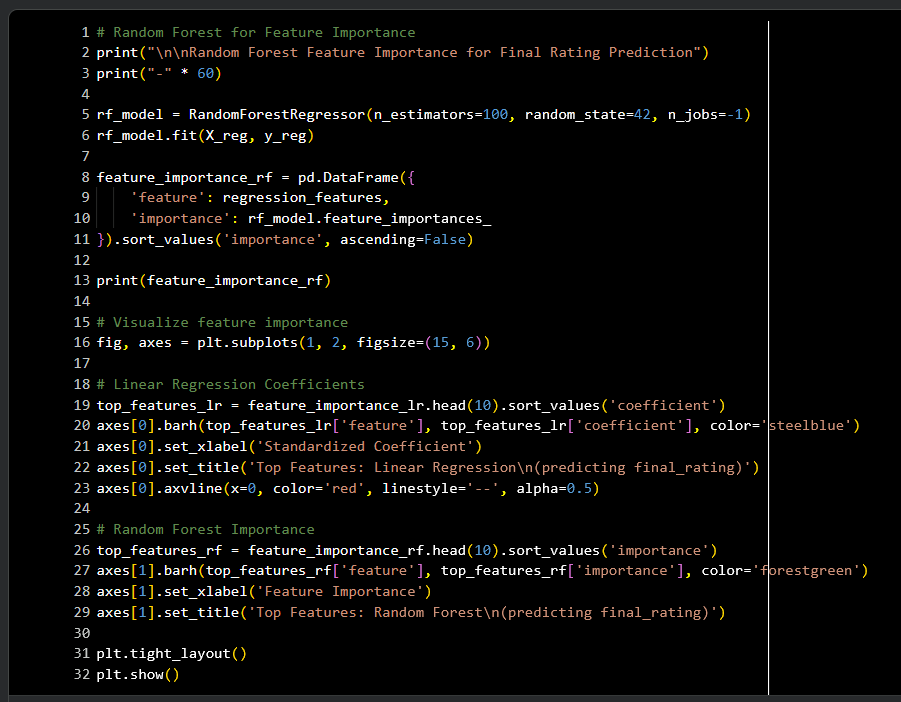 1 # Random Forest for Feature Importance
2 print("\n\nRandom Forest Feature Importance for Final Rating Prediction")
3 print("-" * 60)
4
5 rf_model = RandomForestRegressor(n_estimators=100, random_state=42, n_jobs=-1)
6 rf_model.fit(X_reg, y_reg)
7
8 feature_importance_rf = pd.DataFrame({
9     'feature': regression_features,
10     'importance': rf_model.feature_importances_
11 }).sort_values('importance', ascending=False)
12
13 print(feature_importance_rf)
14
15 # Visualize feature importance
16 fig, axes = plt.subplots(1, 2, figsize=(15, 6))
17
18 # Linear Regression Coefficients
19 top_features_lr = feature_importance_lr.head(10).sort_values('coefficient')
20 axes[0].barh(top_features_lr['feature'], top_features_lr['coefficient'], color='steelblue')
21 axes[0].set_xlabel('Standardized Coefficient')
22 axes[0].set_title('Top Features: Linear Regression\n(predicting final_rating)')
23 axes[0].axvline(x=0, color='red', linestyle='--', alpha=0.5)
24
25 # Random Forest Importance
26 top_features_rf = feature_importance_rf.head(10).sort_values('importance')
27 axes[1].barh(top_features_rf['feature'], top_features_rf['importance'], color='forestgreen')
28 axes[1].set_xlabel('Feature Importance')
29 axes[1].set_title('Top Features: Random Forest\n(predicting final_rating)')
30
31 plt.tight_layout()
32 plt.show()